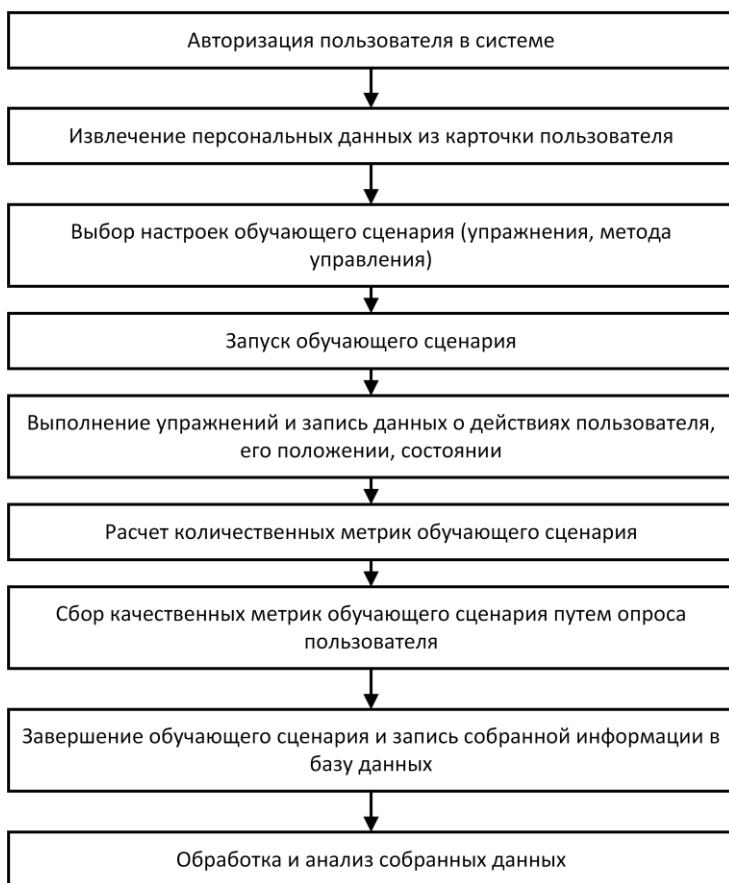 Авторизация пользователя в системе
Извлечение персональных данных из карточки пользователя
Выбор настроек обучающего сценария (упражнения, метода
управления)
Запуск обучающего сценария
Выполнение упражнений и запись данных о действиях пользователя,
его положении, состоянии
Расчет количественных метрик обучающего сценария
Сбор качественных метрик обучающего сценария путем опроса
пользователя
Завершение обучающего сценария и запись собранной информации в
базу данных
Обработка и анализ собранных данных